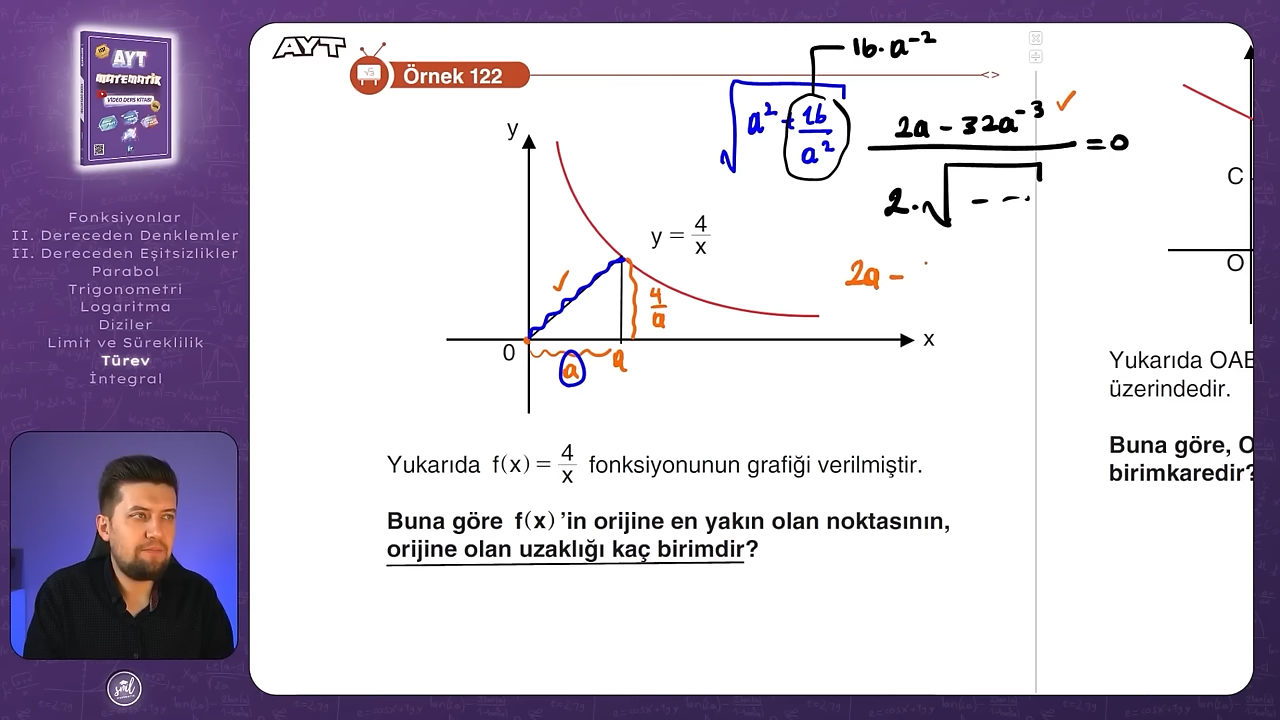 AYT
MATEMATİK
VİDEO DERS KİTABI
Fonksiyonlar
II. Dereceden Denklemler
II. Dereceden Eşitsizlikler
Parabol
Trigonometri
Logaritma
Diziler
Limit ve Süreklilik
Türev
İntegral
sml
AYT
Örnek 122
<>
16·a⁻²
√(a² + 16/a²)
(2a - 32a⁻³)/(2·√(- - ...)) = 0
✓
2a -
y
y = 4/x
✓
4/a
0
x
a
a
Yukarıda f(x) = 4/x fonksiyonunun grafiği verilmiştir.
Buna göre f(x)'in orijine en yakın olan noktasının,
orijine olan uzaklığı kaç birimdir?
C
O
Yukarıda OAE
üzerindedir.
Buna göre, O
birimkaredir?